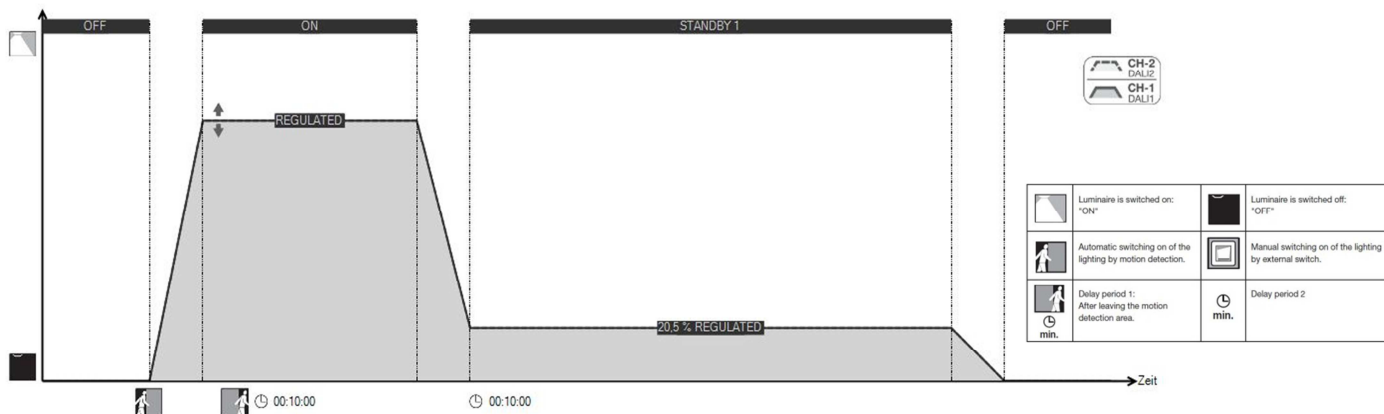 OFF
ON
STANDBY 1
OFF
CH-2
DALI2
CH-1
DALI1
REGULATED
20,5 % REGULATED
Luminaire is switched on:
"ON"
Luminaire is switched off:
"OFF"
Automatic switching on of the
lighting by motion detection.
Manual switching on of the lighting
by external switch.
Delay period 1:
After leaving the motion
detection area.
min.
Delay period 2
min.
Zeit
00:10:00
00:10:00